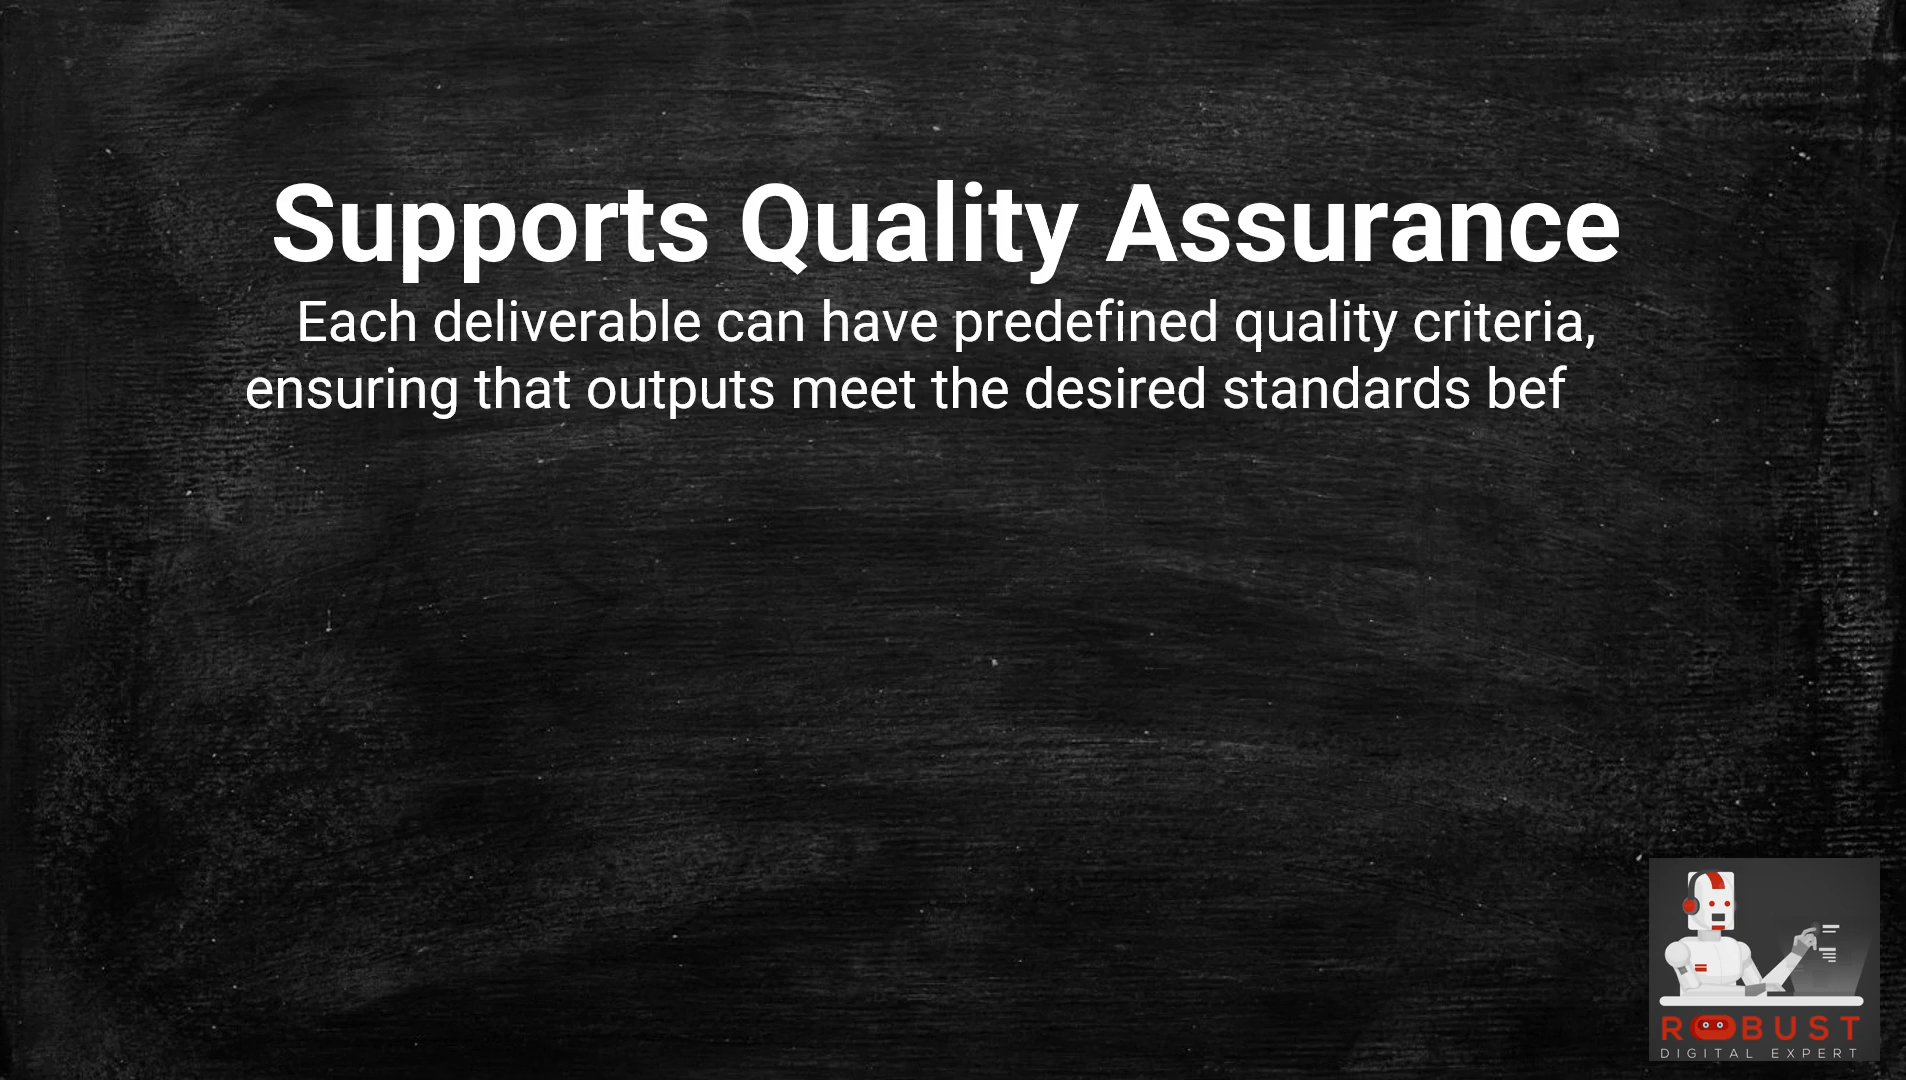 Supports Quality Assurance
Each deliverable can have predefined quality criteria,
ensuring that outputs meet the desired standards bef
ROBUST
DIGITAL EXPERT